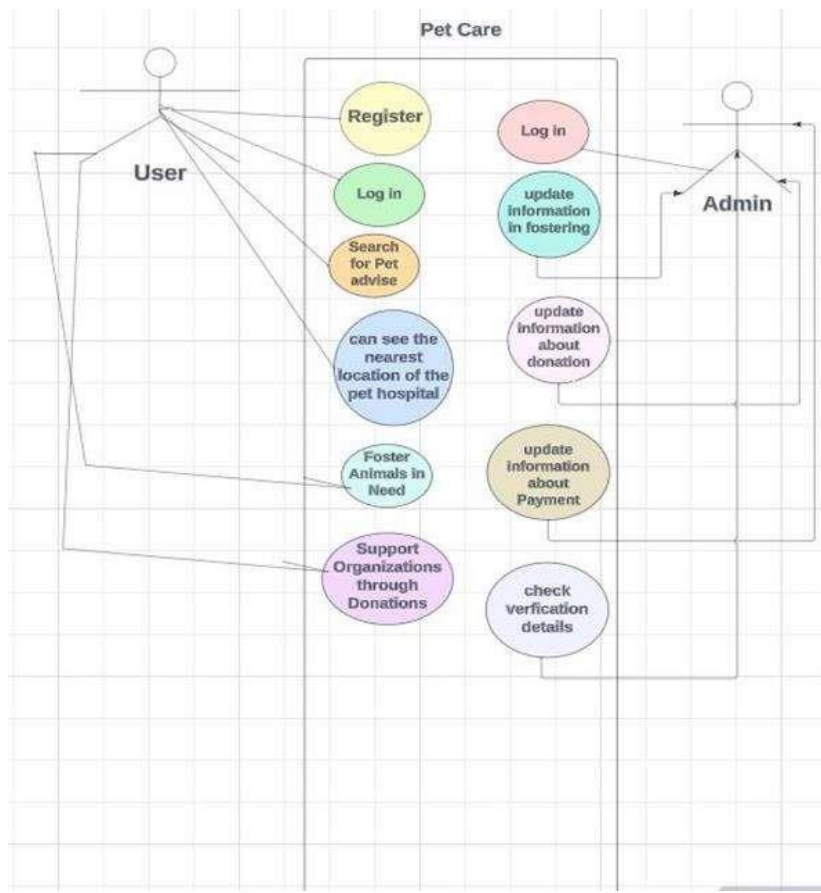 Pet Care
User
Register
Log in
Search
for Pet
advise
can see the
nearest
location of the
pet hospital
Foster
Animals in
Need
Support
Organizations
through
Donations
Log in
update
information
in fostering
update
information
about
donation
update
information
about
Payment
check
verfication
details
Admin